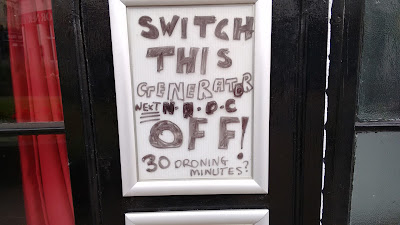 SWITCH
THIS
GENERATOR
NEXT N.N.D.C
OFF!
30 DRONING
MINUTES?